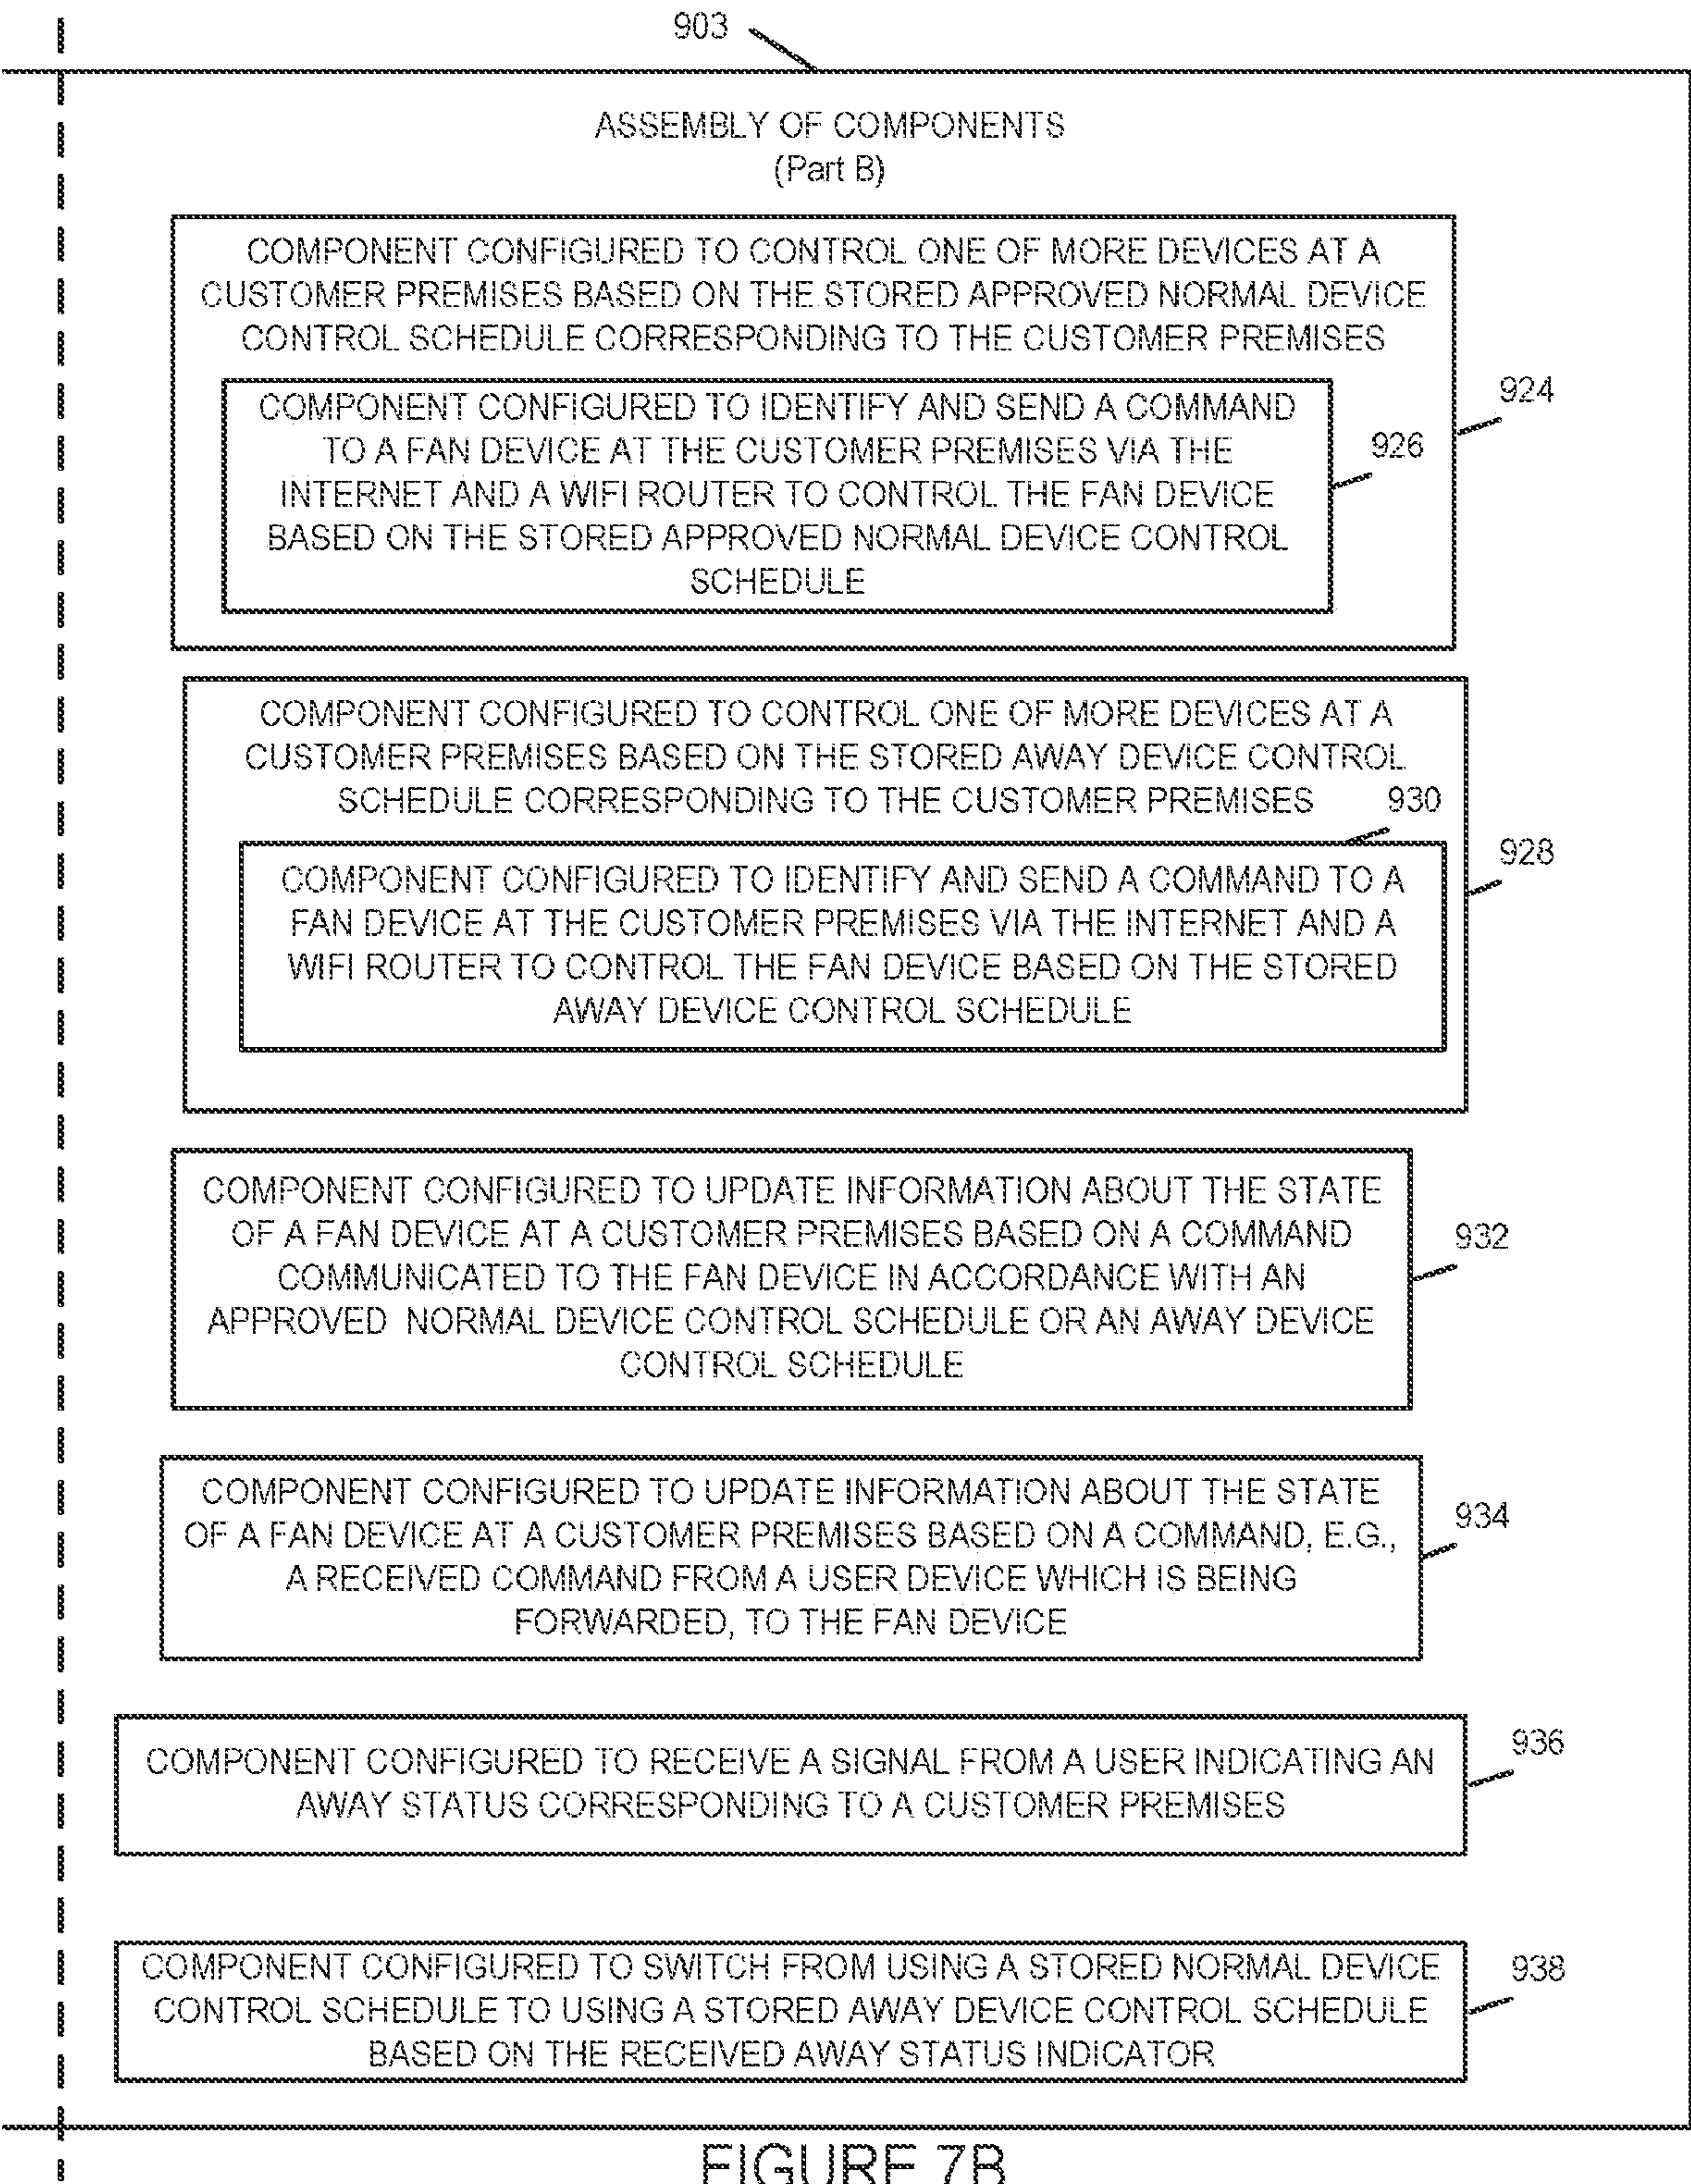 903
ASSEMBLY OF COMPONENTS
(Part B)
COMPONENT CONFIGURED TO CONTROL ONE OF MORE DEVICES AT A
CUSTOMER PREMISES BASED ON THE STORED APPROVED NORMAL DEVICE
CONTROL SCHEDULE CORRESPONDING TO THE CUSTOMER PREMISES
924
COMPONENT CONFIGURED TO IDENTIFY AND SEND A COMMAND
TO A FAN DEVICE AT THE CUSTOMER PREMISES VIA THE
INTERNET AND A WIFI ROUTER TO CONTROL THE FAN DEVICE
BASED ON THE STORED APPROVED NORMAL DEVICE CONTROL
SCHEDULE
926
COMPONENT CONFIGURED TO CONTROL ONE OF MORE DEVICES AT A
CUSTOMER PREMISES BASED ON THE STORED AWAY DEVICE CONTROL
SCHEDULE CORRESPONDING TO THE CUSTOMER PREMISES
930
928
COMPONENT CONFIGURED TO IDENTIFY AND SEND A COMMAND TO A
FAN DEVICE AT THE CUSTOMER PREMISES VIA THE INTERNET AND A
WIFI ROUTER TO CONTROL THE FAN DEVICE BASED ON THE STORED
AWAY DEVICE CONTROL SCHEDULE
COMPONENT CONFIGURED TO UPDATE INFORMATION ABOUT THE STATE
OF A FAN DEVICE AT A CUSTOMER PREMISES BASED ON A COMMAND
COMMUNICATED TO THE FAN DEVICE IN ACCORDANCE WITH AN
APPROVED NORMAL DEVICE CONTROL SCHEDULE OR AN AWAY DEVICE
CONTROL SCHEDULE
932
COMPONENT CONFIGURED TO UPDATE INFORMATION ABOUT THE STATE
OF A FAN DEVICE AT A CUSTOMER PREMISES BASED ON A COMMAND, E.G.,
A RECEIVED COMMAND FROM A USER DEVICE WHICH IS BEING
FORWARDED, TO THE FAN DEVICE
934
COMPONENT CONFIGURED TO RECEIVE A SIGNAL FROM A USER INDICATING AN
AWAY STATUS CORRESPONDING TO A CUSTOMER PREMISES
936
COMPONENT CONFIGURED TO SWITCH FROM USING A STORED NORMAL DEVICE
CONTROL SCHEDULE TO USING A STORED AWAY DEVICE CONTROL SCHEDULE
BASED ON THE RECEIVED AWAY STATUS INDICATOR
938
FIGURE 7B